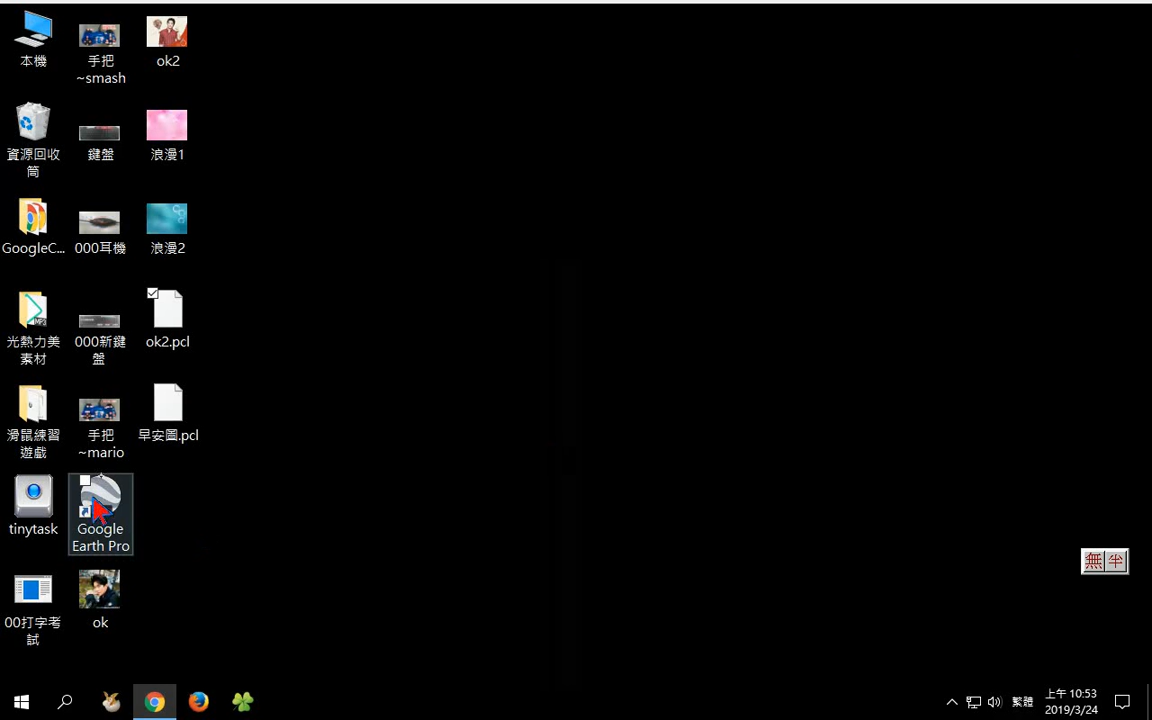 本機
手把
~smash
ok2
資源回收
筒
鍵盤
浪漫1
GoogleC...
000耳機
浪漫2
光熱力美
素材
000新鍵
盤
ok2.pcl
滑鼠練習
遊戲
手把
~mario
早安圖.pcl
tinytask
Google
Earth Pro
無半
00打字考
試
ok
繁體
上午 10:53
2019/3/24